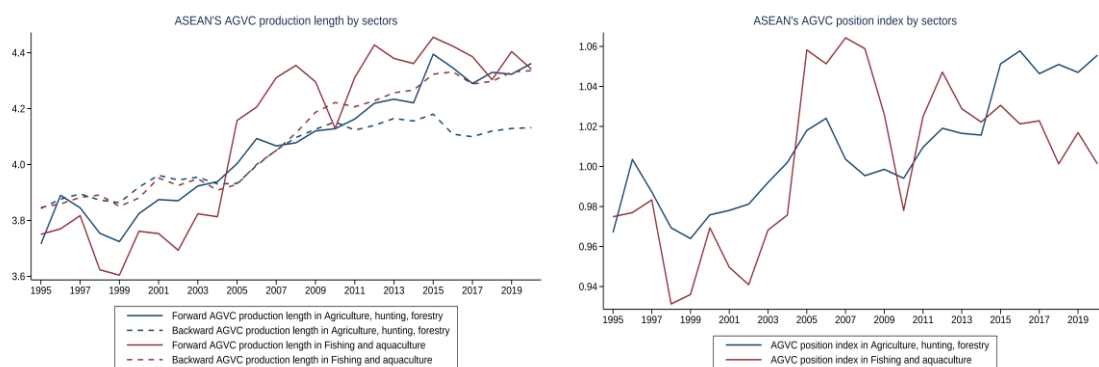 ASEAN'S AGVC production length by sectors
4.4
4.2
4.0
3.8
3.6
1995 1997 1999 2001 2003 2005 2007 2009 2011 2013 2015 2017 2019
Forward AGVC production length in Agriculture, hunting, forestry
Backward AGVC production length in Agriculture, hunting, forestry
Forward AGVC production length in Fishing and aquaculture
Backward AGVC production length in Fishing and aquaculture
ASEAN's AGVC position index by sectors
1.06
1.04
1.02
1.00
0.98
0.96
0.94
1995 1997 1999 2001 2003 2005 2007 2009 2011 2013 2015 2017 2019
AGVC position index in Agriculture, hunting, forestry
AGVC position index in Fishing and aquaculture